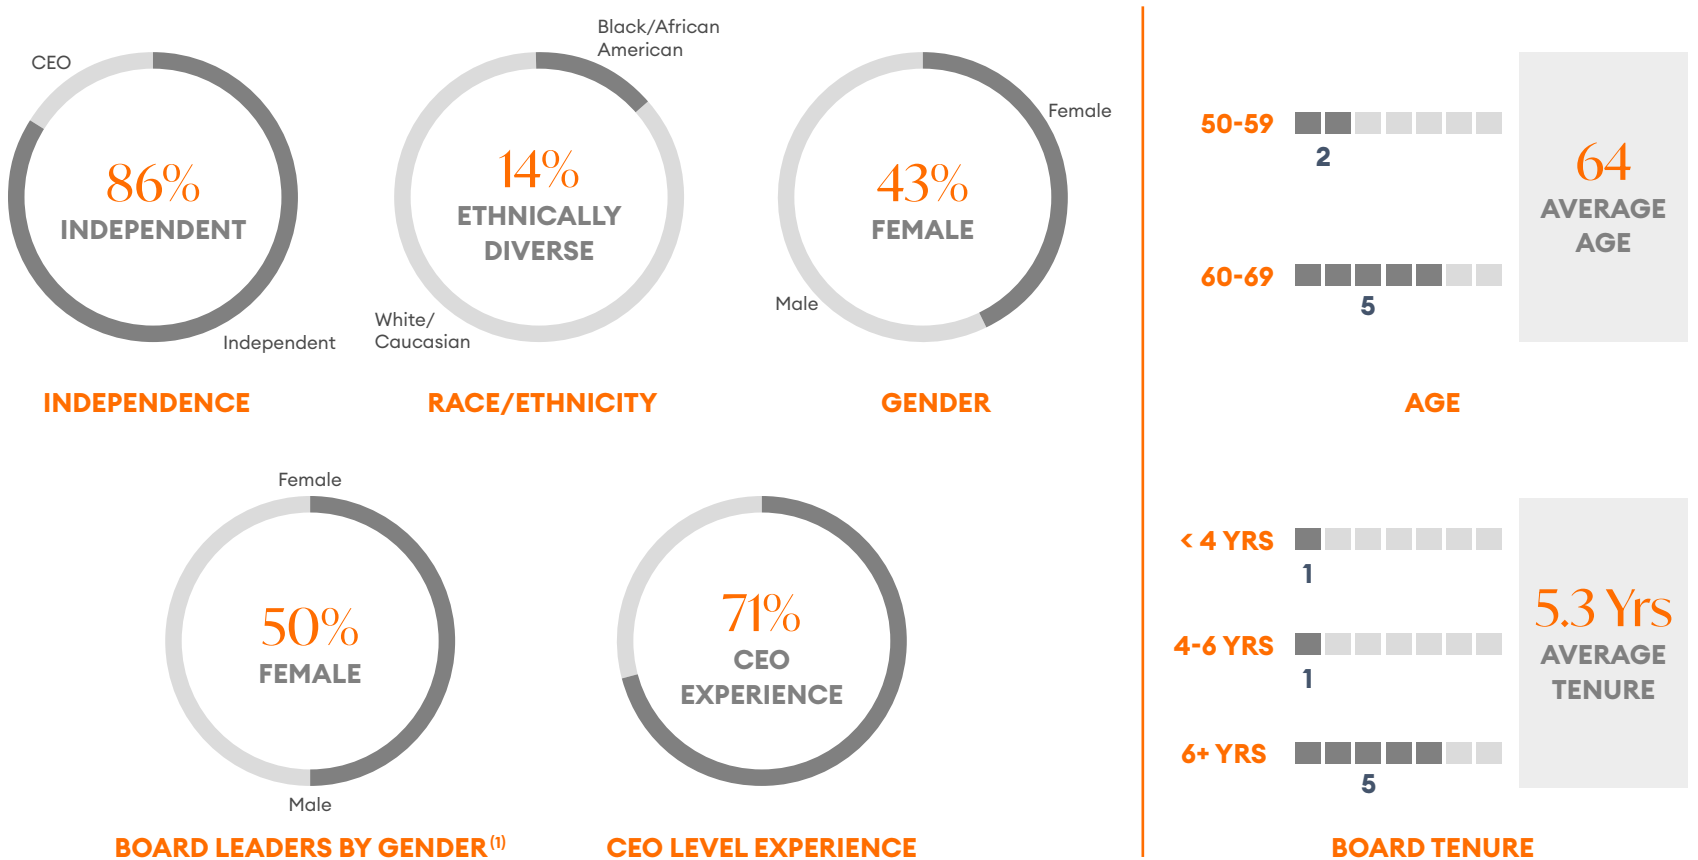 CEO
86%
INDEPENDENT
Independent
INDEPENDENCE
Black/African
American
14%
ETHNICALLY
DIVERSE
White/
Caucasian
RACE/ETHNICITY
Female
43%
FEMALE
Male
GENDER
50-59
2
60-69
5
64
AVERAGE
AGE
AGE
Female
50%
FEMALE
Male
BOARD LEADERS BY GENDER (1)
71%
CEO
EXPERIENCE
CEO LEVEL EXPERIENCE
< 4 YRS
1
4-6 YRS
1
6+ YRS
5
5.3 Yrs
AVERAGE
TENURE
BOARD TENURE